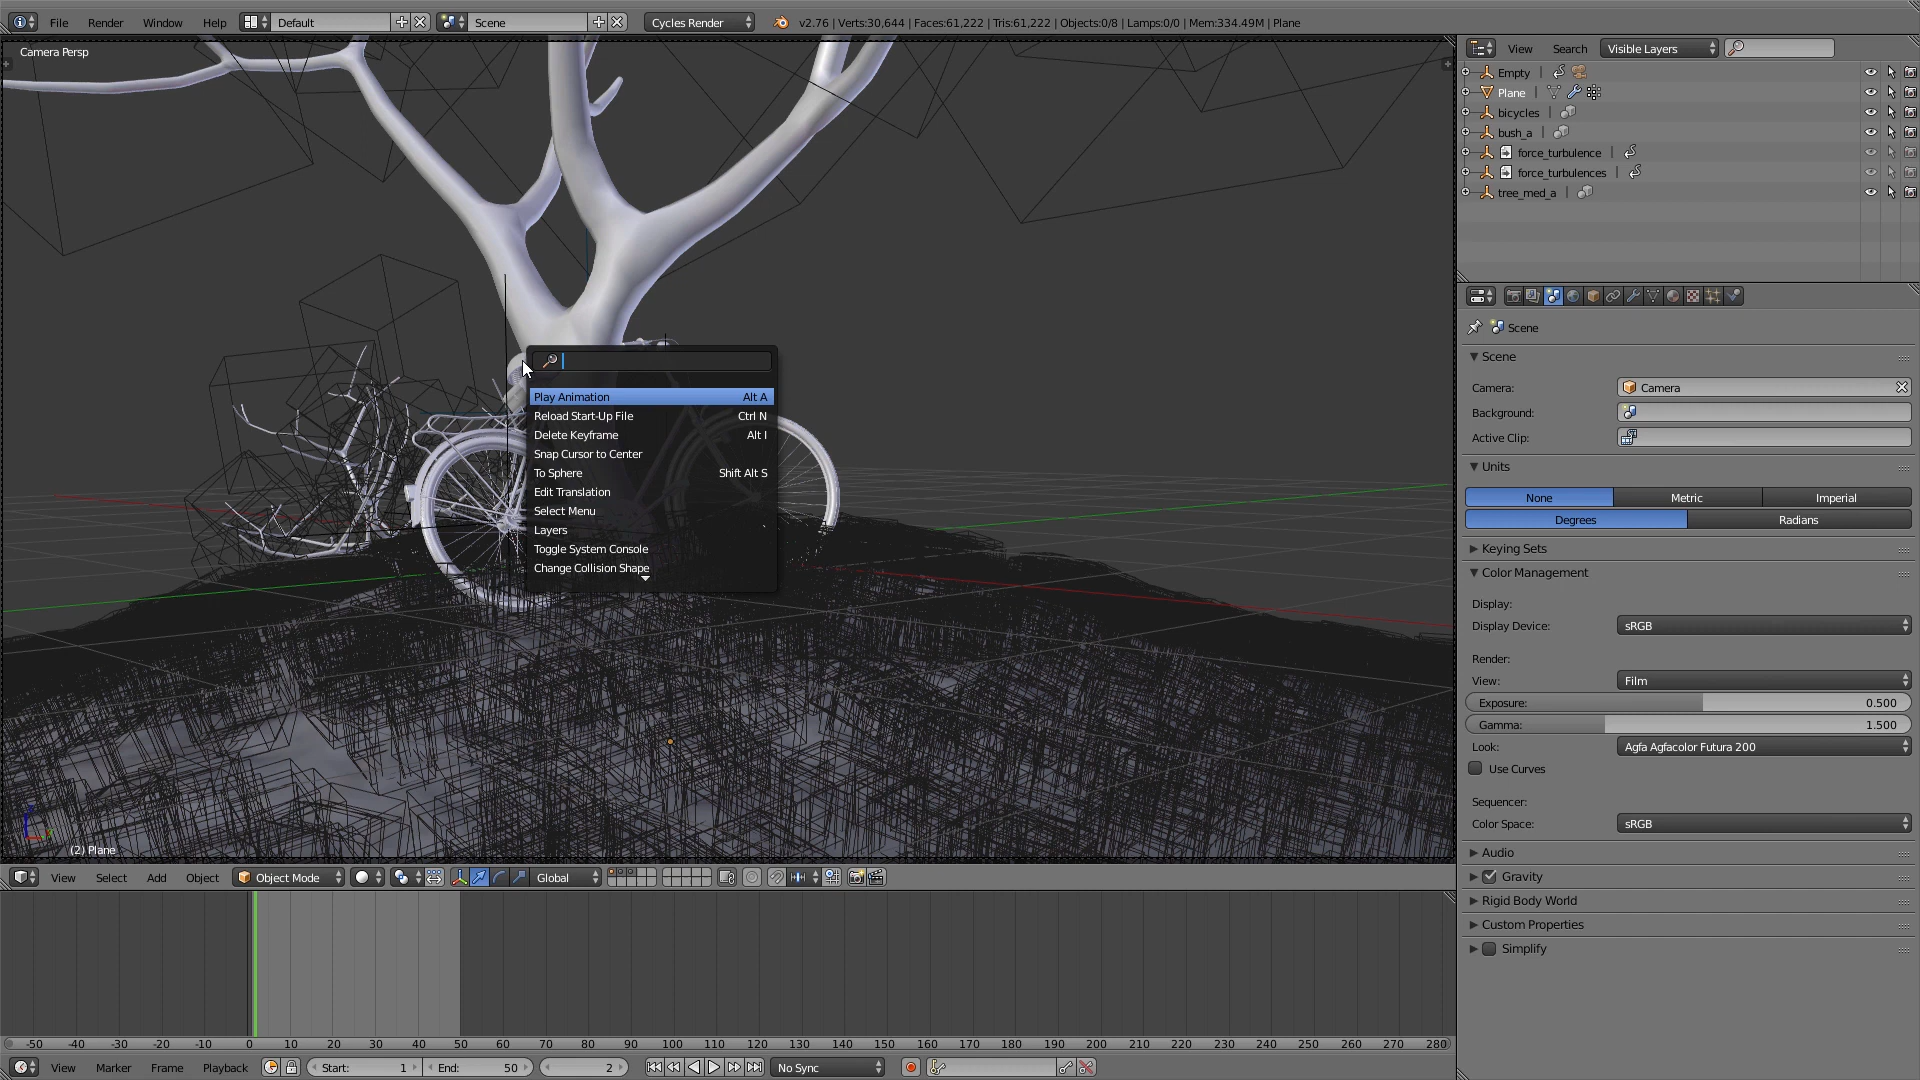 File Render Window Help Default Scene Cycles Render v2.76 | Verts:30,644 | Faces:61,222 | Tris:61,222 | Objects:0/8 | Lamps:0/0 | Mem:334.49M | Plane
Camera Persp
View Search Visible Layers
Empty
Plane
bicycles
bush_a
force_turbulence
force_turbulences
tree_med_a
Play Animation Alt A
Reload Start-Up File Ctrl N
Delete Keyframe Alt I
Snap Cursor to Center
To Sphere Shift Alt S
Edit Translation
Select Menu
Layers `
Toggle System Console
Change Collision Shape
(2) Plane
Scene
Scene
Camera: Camera
Background:
Active Clip:
Units
None Metric Imperial
Degrees Radians
Keying Sets
Color Management
Display:
Display Device: sRGB
Render:
View: Film
Exposure: 0.500
Gamma: 1.500
Look: Agfa Agfacolor Futura 200
Use Curves
Sequencer:
Color Space: sRGB
Audio
Gravity
Rigid Body World
Custom Properties
Simplify
View Select Add Object Object Mode Global
-50 -40 -30 -20 -10 0 10 20 30 40 50 60 70 80 90 100 110 120 130 140 150 160 170 180 190 200 210 220 230 240 250 260 270 280
View Marker Frame Playback Start: 1 End: 50 2 No Sync